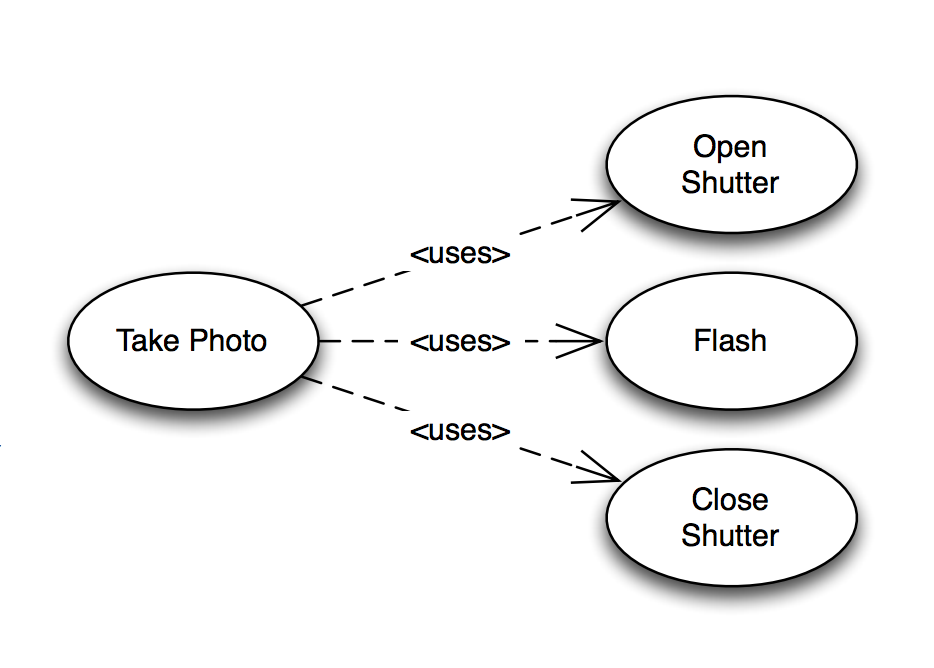 Open
Shutter
<uses>
Take Photo
<uses>
Flash
<uses>
Close
Shutter